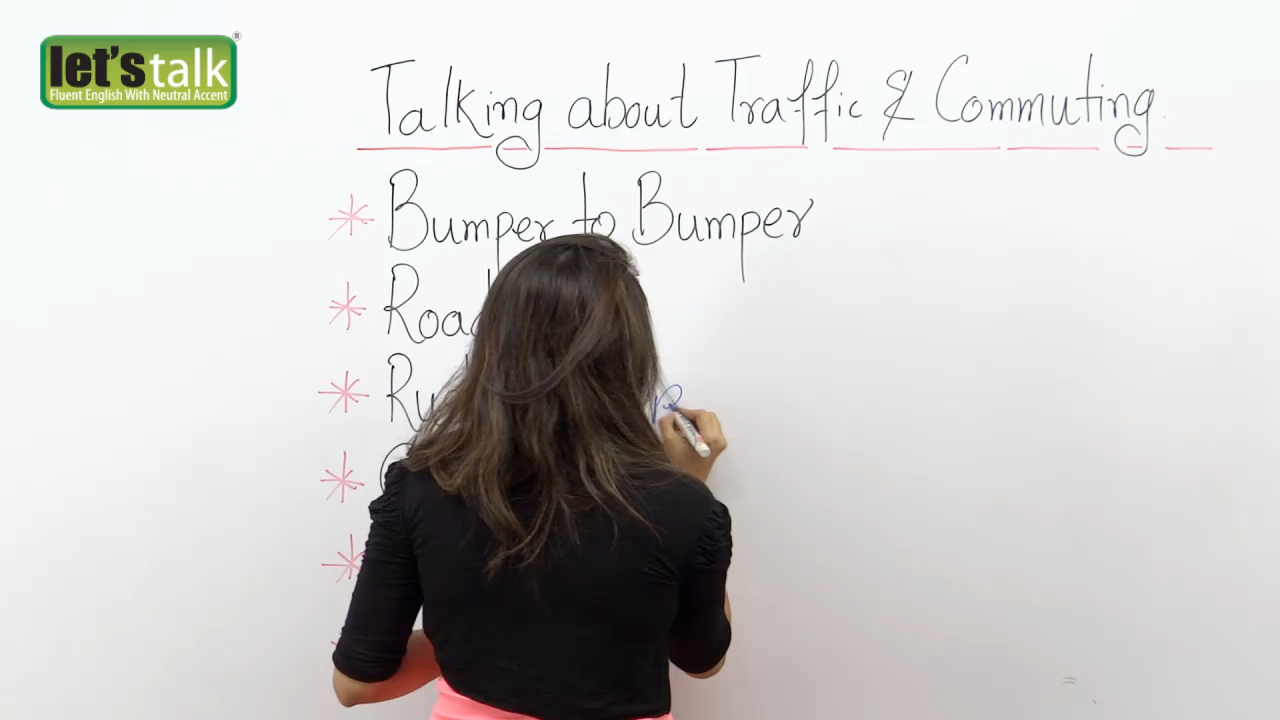 let's talk®
Fluent English With Neutral Accent
Talking about Traffic & Commuting.
* Bumper to Bumper
* Road
* Ru
*
*